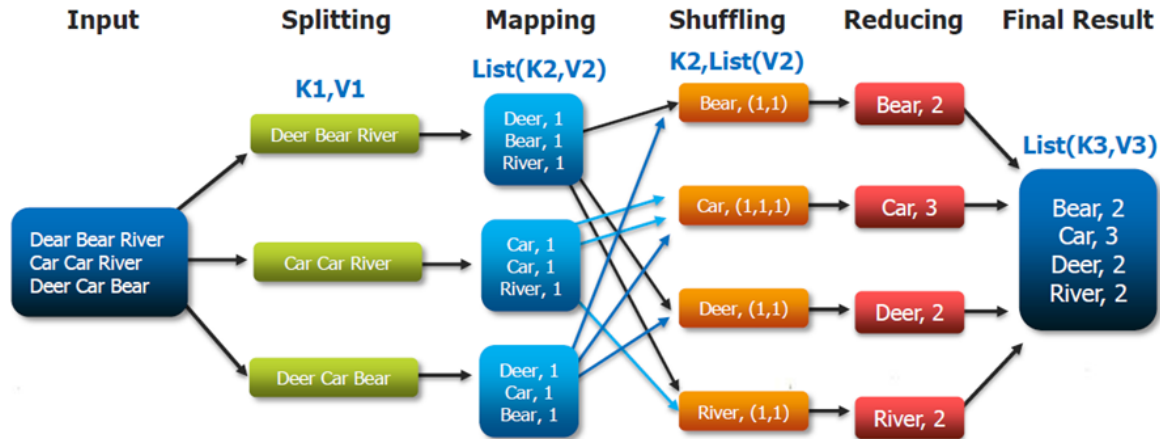 Input
Splitting
Mapping
Shuffling
Reducing
Final Result
K1,V1
List(K2,V2)
K2,List(V2)
List(K3,V3)
Dear Bear River
Car Car River
Deer Car Bear
Deer Bear River
Car Car River
Deer Car Bear
Deer, 1
Bear, 1
River, 1
Car, 1
Car, 1
River, 1
Deer, 1
Car, 1
Bear, 1
Bear, (1,1)
Car, (1,1,1)
Deer, (1,1)
River, (1,1)
Bear, 2
Car, 3
Deer, 2
River, 2
Bear, 2
Car, 3
Deer, 2
River, 2